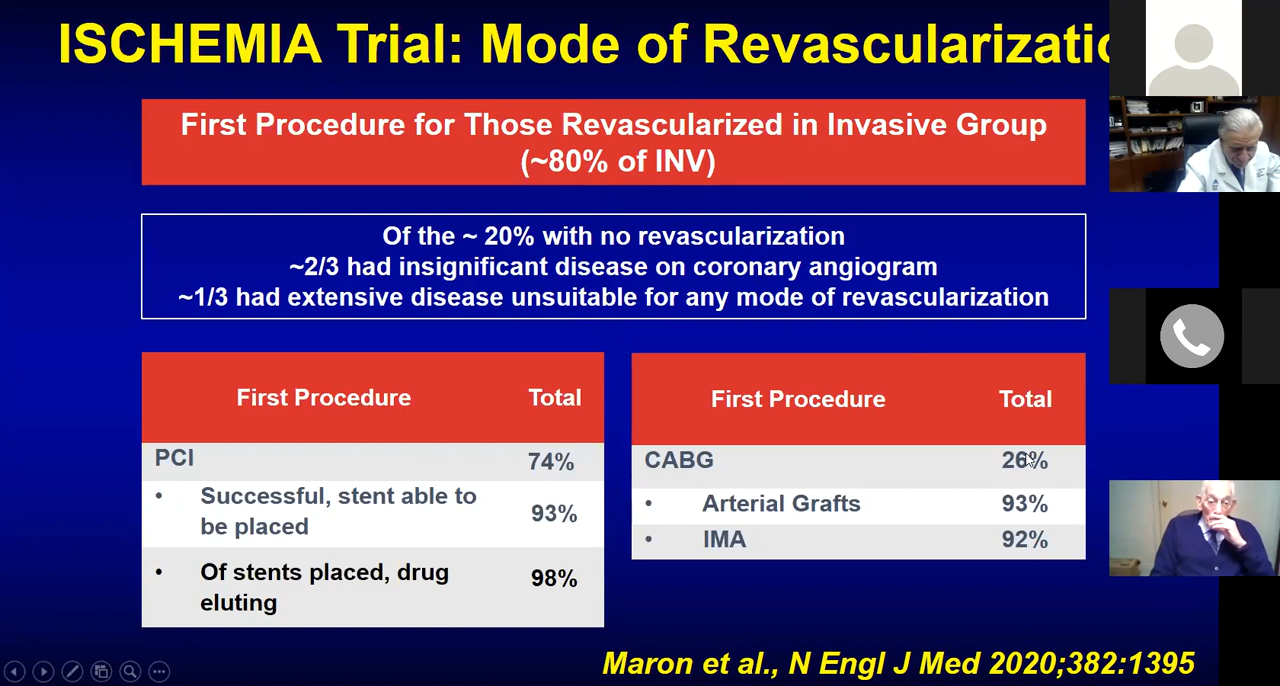 ISCHEMIA Trial: Mode of Revascularizatio
First Procedure for Those Revascularized in Invasive Group
(~80% of INV)
Of the ~ 20% with no revascularization
~2/3 had insignificant disease on coronary angiogram
~1/3 had extensive disease unsuitable for any mode of revascularization
First Procedure Total
PCI 74%
• Successful, stent able to
be placed 93%
• Of stents placed, drug
eluting 98%
First Procedure Total
CABG 26%
• Arterial Grafts 93%
• IMA 92%
Maron et al., N Engl J Med 2020;382:1395